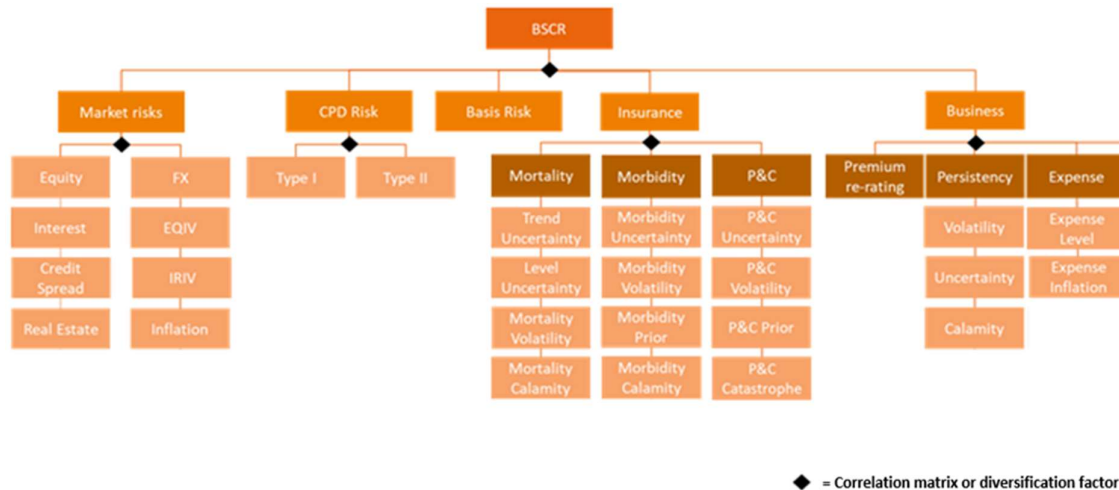 BSCR
Market risks
CPD Risk
Basis Risk
Insurance
Business
Equity
FX
Interest
EQIV
Credit
Spread
IRIV
Real Estate
Inflation
Type I
Type II
Mortality
Morbidity
P&C
Trend
Uncertainty
Morbidity
Uncertainty
P&C
Uncertainty
Level
Uncertainty
Morbidity
Volatility
P&C
Volatility
Mortality
Volatility
Morbidity
Prior
P&C Prior
Mortality
Calamity
Morbidity
Calamity
P&C
Catastrophe
Premium
re-rating
Persistency
Expense
Volatility
Expense
Level
Uncertainty
Expense
Inflation
Calamity
= Correlation matrix or diversification factor